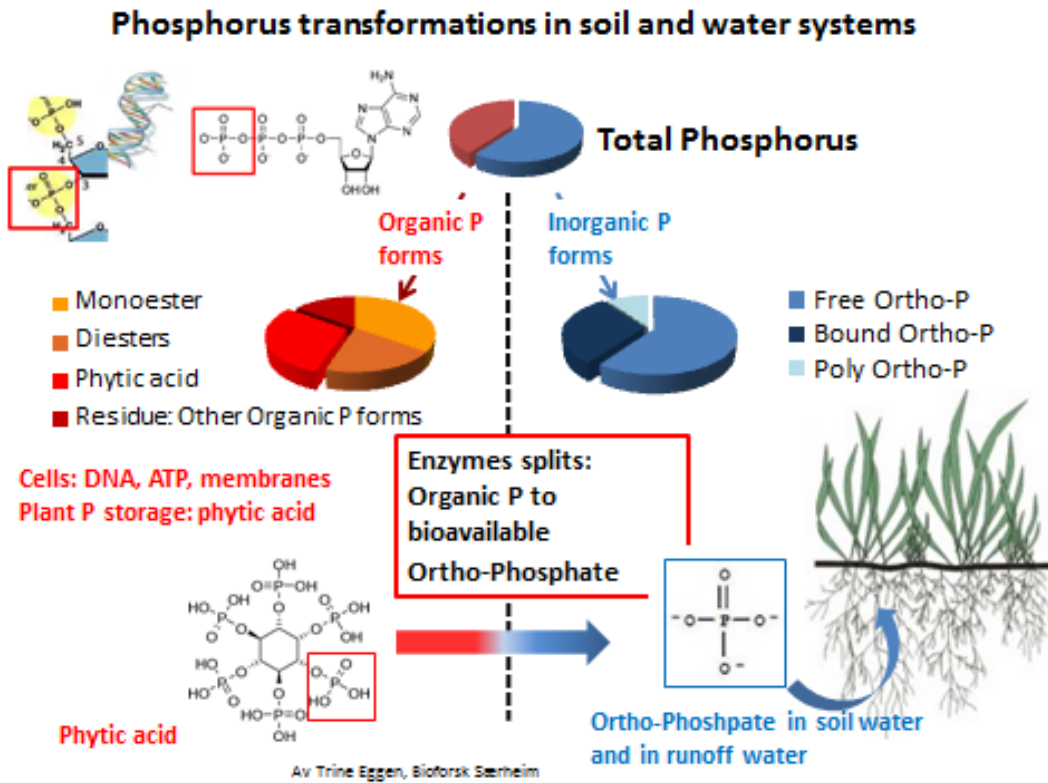 Phosphorus transformations in soil and water systems
Total Phosphorus
Organic P
forms
Inorganic P
forms
Monoester
Diesters
Phytic acid
Residue: Other Organic P forms
Free Ortho-P
Bound Ortho-P
Poly Ortho-P
Cells: DNA, ATP, membranes
Plant P storage: phytic acid
Enzymes splits:
Organic P to
bioavailable
Ortho-Phosphate
Phytic acid
Ortho-Phoshpate in soil water
and in runoff water
Av Trine Eggen, Bioforsk Særheim